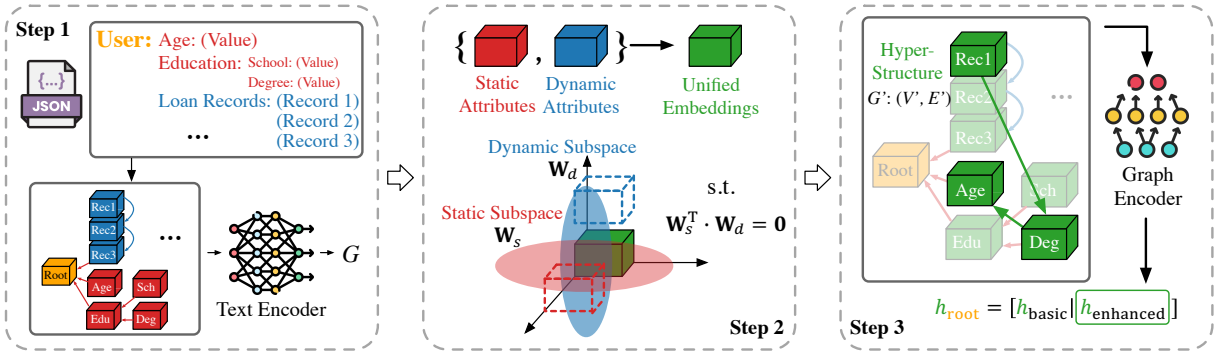 Step 1
User:
Age: (Value)
Education: School: (Value)
Degree: (Value)
Loan Records: (Record 1)
(Record 2)
(Record 3)
...
{...}
JSON
Rec1
Rec2
Rec3
...
Root
Age
Sch
Edu
Deg
Text Encoder
G
{ , }
Static Attributes
Dynamic Attributes
Unified Embeddings
Dynamic Subspace
W_d
Static Subspace
W_s
s.t.
W_s^T · W_d = 0
Step 2
Step 3
Hyper-
Structure
G': (V', E')
Rec1
Rec2
Rec3
...
Root
Age
Sch
Edu
Deg
Graph
Encoder
h_root = [h_basic|h_enhanced]